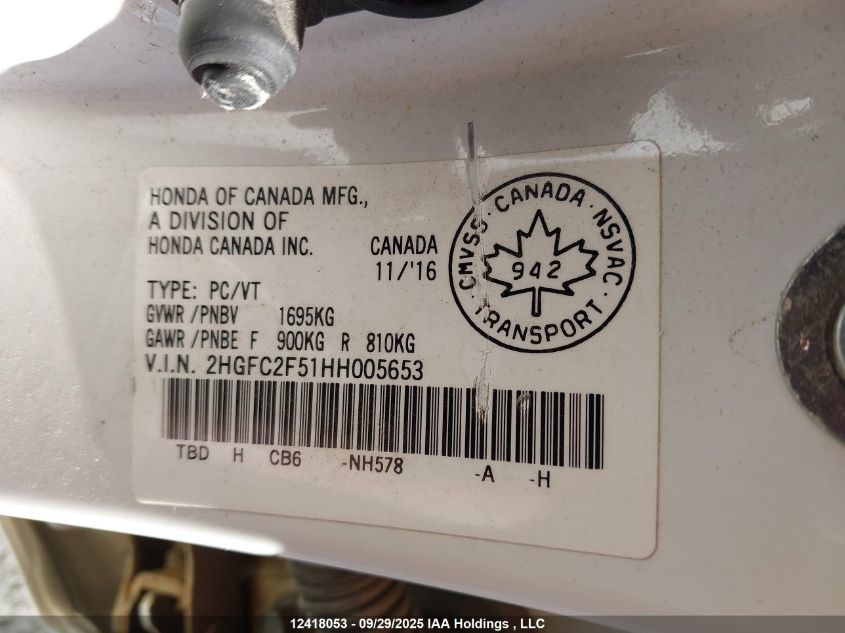 HONDA OF CANADA MFG.,
A DIVISION OF
HONDA CANADA INC. CANADA
11/'16
TYPE: PC/VT
GVWR /PNBV 1695KG
GAWR /PNBE F 900KG R 810KG
V.I.N. 2HGFC2F51HH005653
TBD H CB6 -NH578 -A -H
CMVSS · CANADA · NSVAC
942
· TRANSPORT ·
12418053 - 09/29/2025 IAA Holdings , LLC